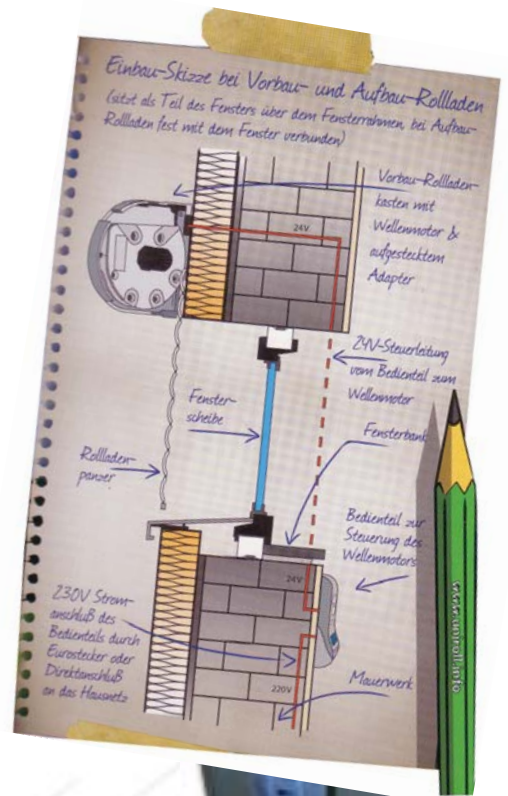 Einbau-Skizze bei Vorbau- und Aufbau-Rollladen
(sitzt als Teil des Fensters über dem Fensterrahmen, bei Aufbau-
Rollladen fest mit dem Fenster verbunden)
Vorbau-Rollladen-
kasten mit
Wellenmotor &
aufgestecktem
Adapter
24V
24V-Steuerleitung
vom Bedienteil zum
Wellenmotor
Fenster-
scheibe
Fensterbank
Rollladen-
panzer
Bedienteil zur
Steuerung des
Wellenmotors
24V
230V Strom-
anschluß des
Bedienteils durch
Eurostecker oder
Direktanschluß
an das Hausnetz
220V
Mauerwerk